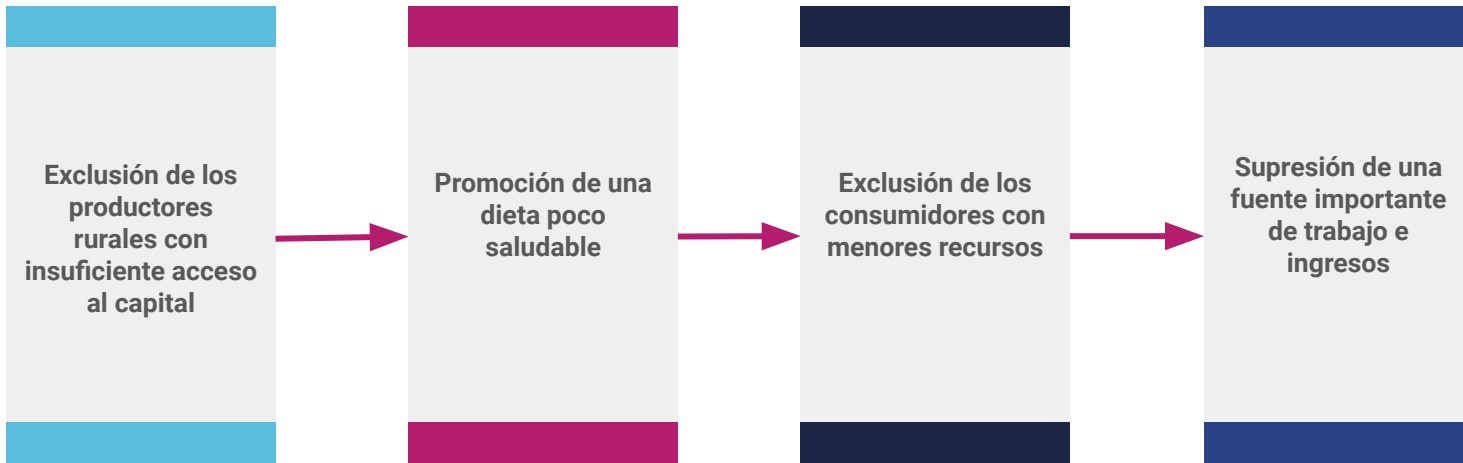 Exclusión de los
productores
rurales con
insuficiente acceso
al capital
Promoción de una
dieta poco
saludable
Exclusión de los
consumidores con
menores recursos
Supresión de una
fuente importante
de trabajo e
ingresos